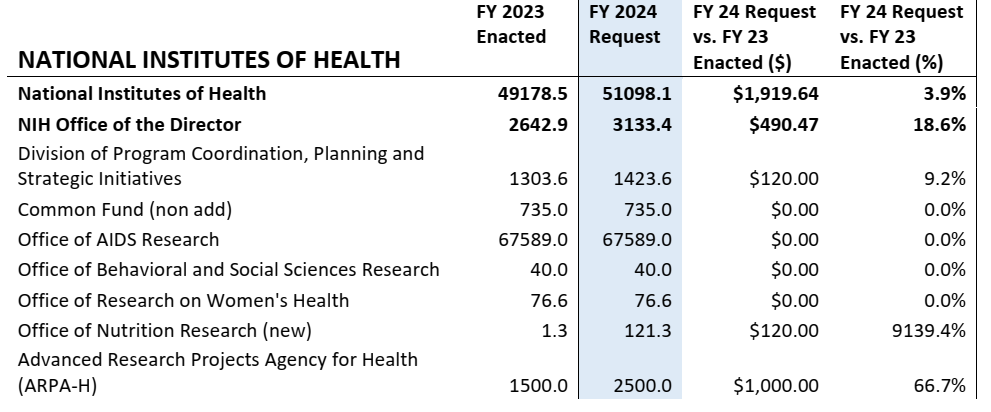 FY 2023 FY 2024 FY 24 Request FY 24 Request
Enacted Request vs. FY 23 vs. FY 23
NATIONAL INSTITUTES OF HEALTH Enacted ($) Enacted (%)
National Institutes of Health 49178.5 51098.1 $1,919.64 3.9%
NIH Office of the Director 2642.9 3133.4 $490.47 18.6%
Division of Program Coordination, Planning and
Strategic Initiatives 1303.6 1423.6 $120.00 9.2%
Common Fund (non add) 735.0 735.0 $0.00 0.0%
Office of AIDS Research 67589.0 67589.0 $0.00 0.0%
Office of Behavioral and Social Sciences Research 40.0 40.0 $0.00 0.0%
Office of Research on Women's Health 76.6 76.6 $0.00 0.0%
Office of Nutrition Research (new) 1.3 121.3 $120.00 9139.4%
Advanced Research Projects Agency for Health
(ARPA-H) 1500.0 2500.0 $1,000.00 66.7%